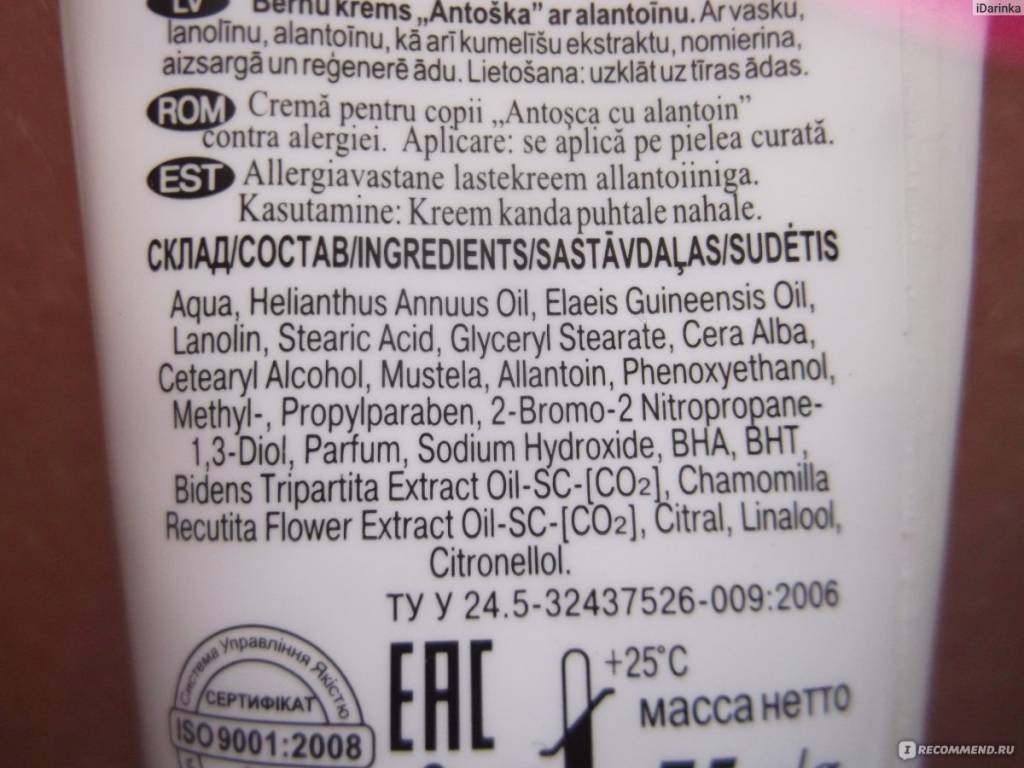 iDarinka
LV Bērnu krēms „Antoška" ar alantoīnu. Ar vasku,
lanolīnu, alantoīnu, kā arī kumelīšu ekstraktu, nomierina,
aizsargā un reģenerē ādu. Lietošana: uzklāt uz tīras ādas.
ROM Cremă pentru copii „Antoşca cu alantoin”
contra alergiei. Aplicare: se aplică pe pielea curată.
EST Allergiavastane lastekreem allantoiiniga.
Kasutamine: Kreem kanda puhtale nahale.
СКЛАД/СОСТАВ/INGREDIENTS/SASTĀVDAĻAS/SUDĖTIS
Aqua, Helianthus Annuus Oil, Elaeis Guineensis Oil,
Lanolin, Stearic Acid, Glyceryl Stearate, Cera Alba,
Cetearyl Alcohol, Mustela, Allantoin, Phenoxyethanol,
Methyl-, Propylparaben, 2-Bromo-2 Nitropropane-
1,3-Diol, Parfum, Sodium Hydroxide, BHA, BHT,
Bidens Tripartita Extract Oil-SC-[CO2], Chamomilla
Recutita Flower Extract Oil-SC-[CO2], Citral, Linalool,
Citronellol.
ТУ У 24.5-32437526-009:2006
Система Управління Якістю
СЕРТИФІКАТ
ISO 9001:2008
EAC
+25°C
масса нетто
IRECOMMEND.RU